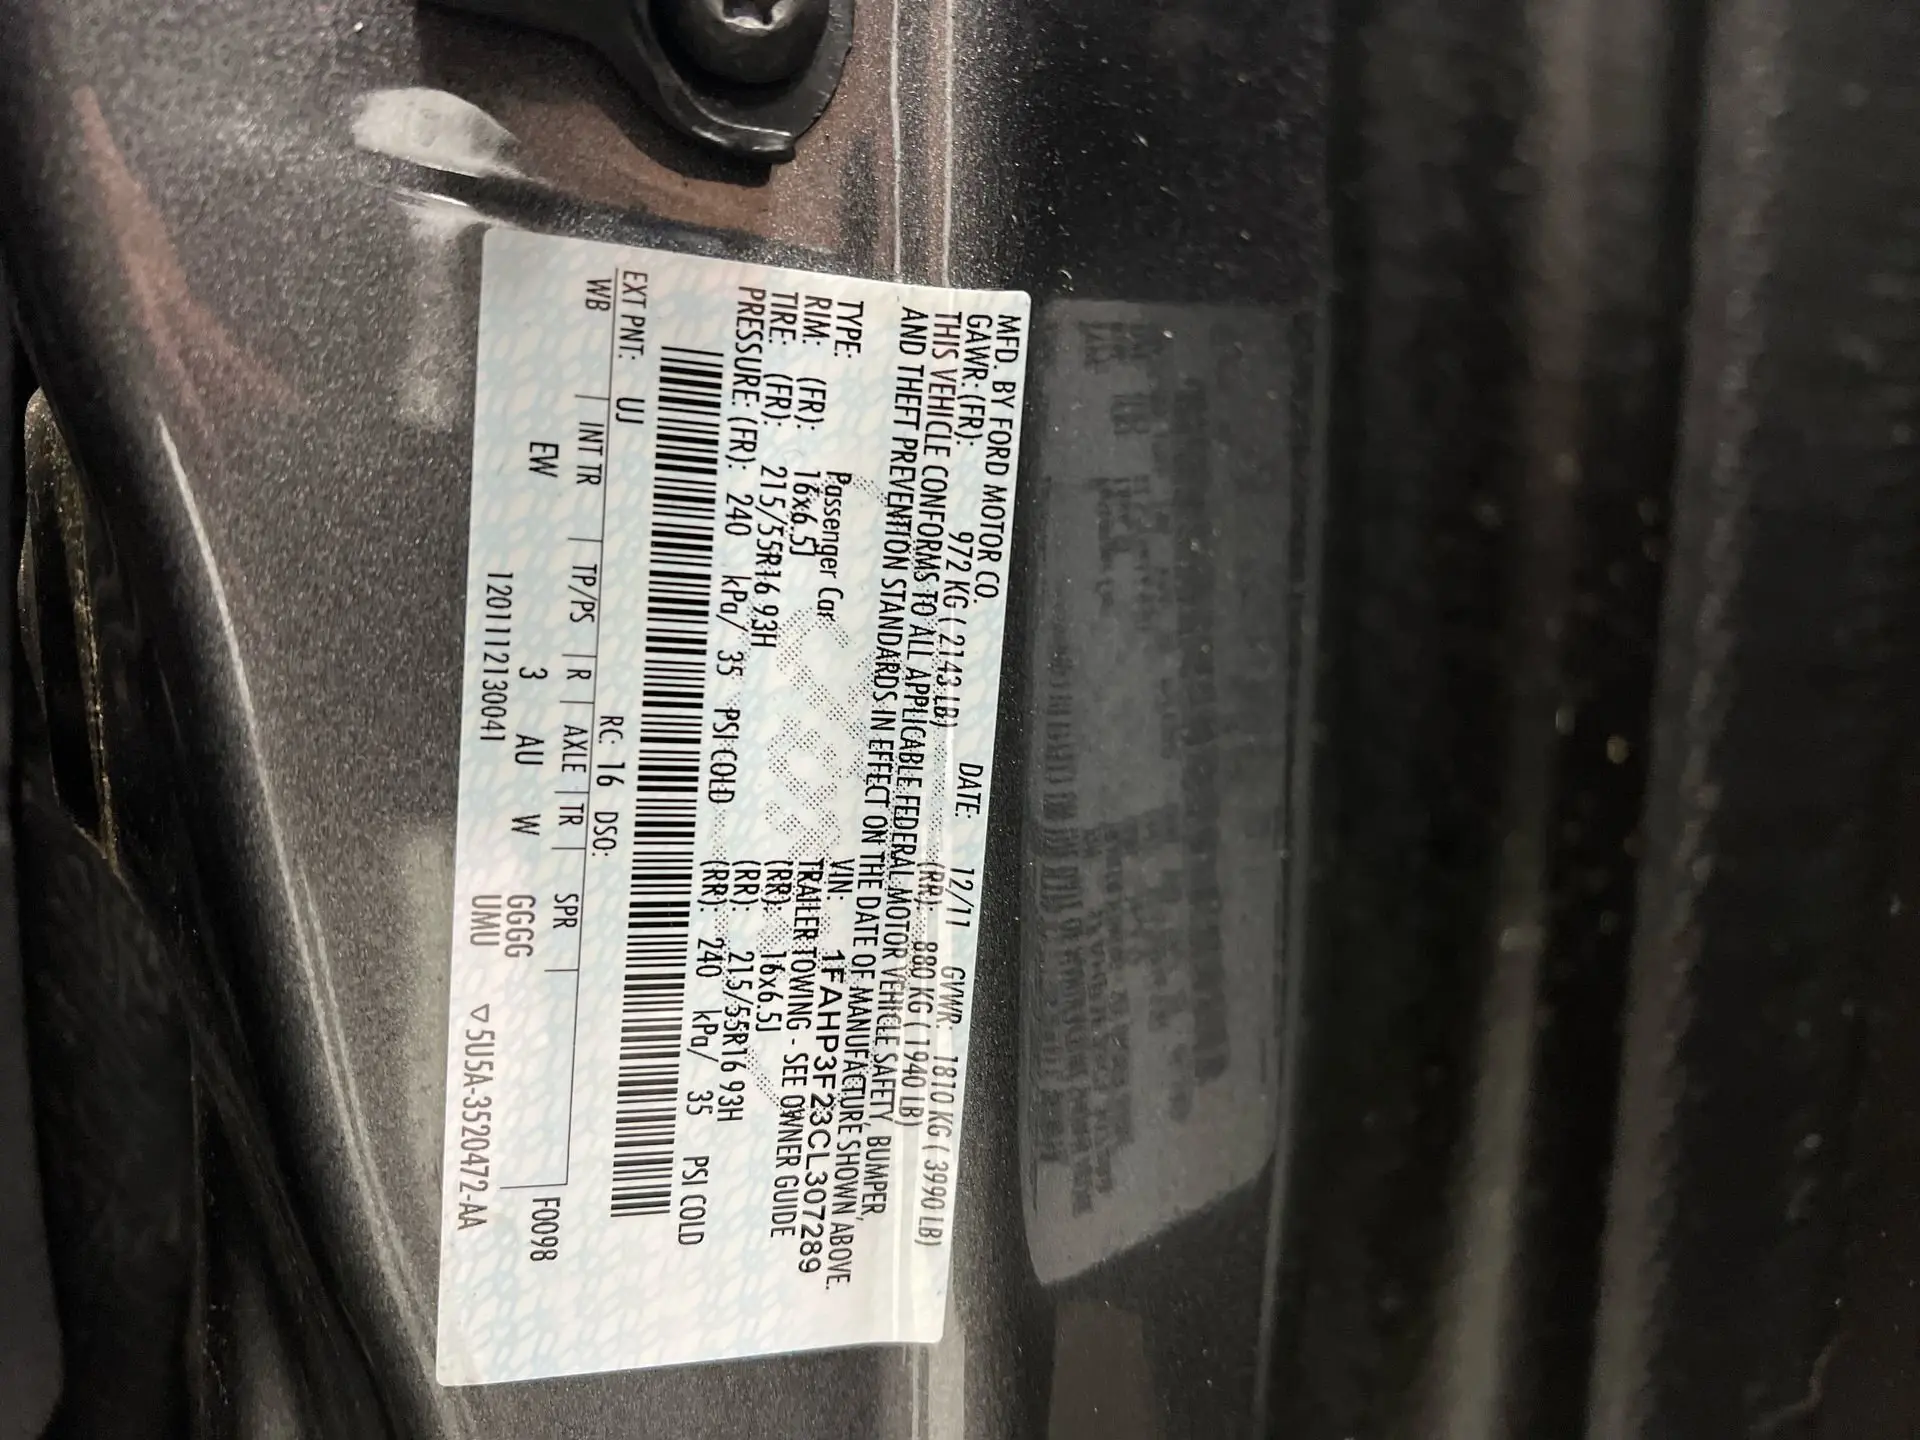 MFD. BY FORD MOTOR CO.
DATE: 12/11 GVWR: 1810 KG ( 3990 LB)
GAWR: (FR): 972 KG ( 2143 LB) (RR): 880 KG ( 1940 LB)
THIS VEHICLE CONFORMS TO ALL APPLICABLE FEDERAL MOTOR VEHICLE SAFETY, BUMPER,
AND THEFT PREVENTION STANDARDS IN EFFECT ON THE DATE OF MANUFACTURE SHOWN ABOVE.
VIN: 1FAHP3F23CL307289
TYPE: Passenger Car TRAILER TOWING - SEE OWNER GUIDE
RIM: (FR): 16x6.5J (RR): 16x6.5J
TIRE: (FR): 215/55R16 93H (RR): 215/55R16 93H
PRESSURE: (FR): 240 kPa/ 35 PSI COLD (RR): 240 kPa/ 35 PSI COLD
EXT PNT: UJ RC: 16 DSO: F0098
WB | INT TR | TP/PS | R | AXLE | TR | SPR |
EW 3 AU W GGGG
UMU
1201112130041 ▽5U5A-3520472-AA